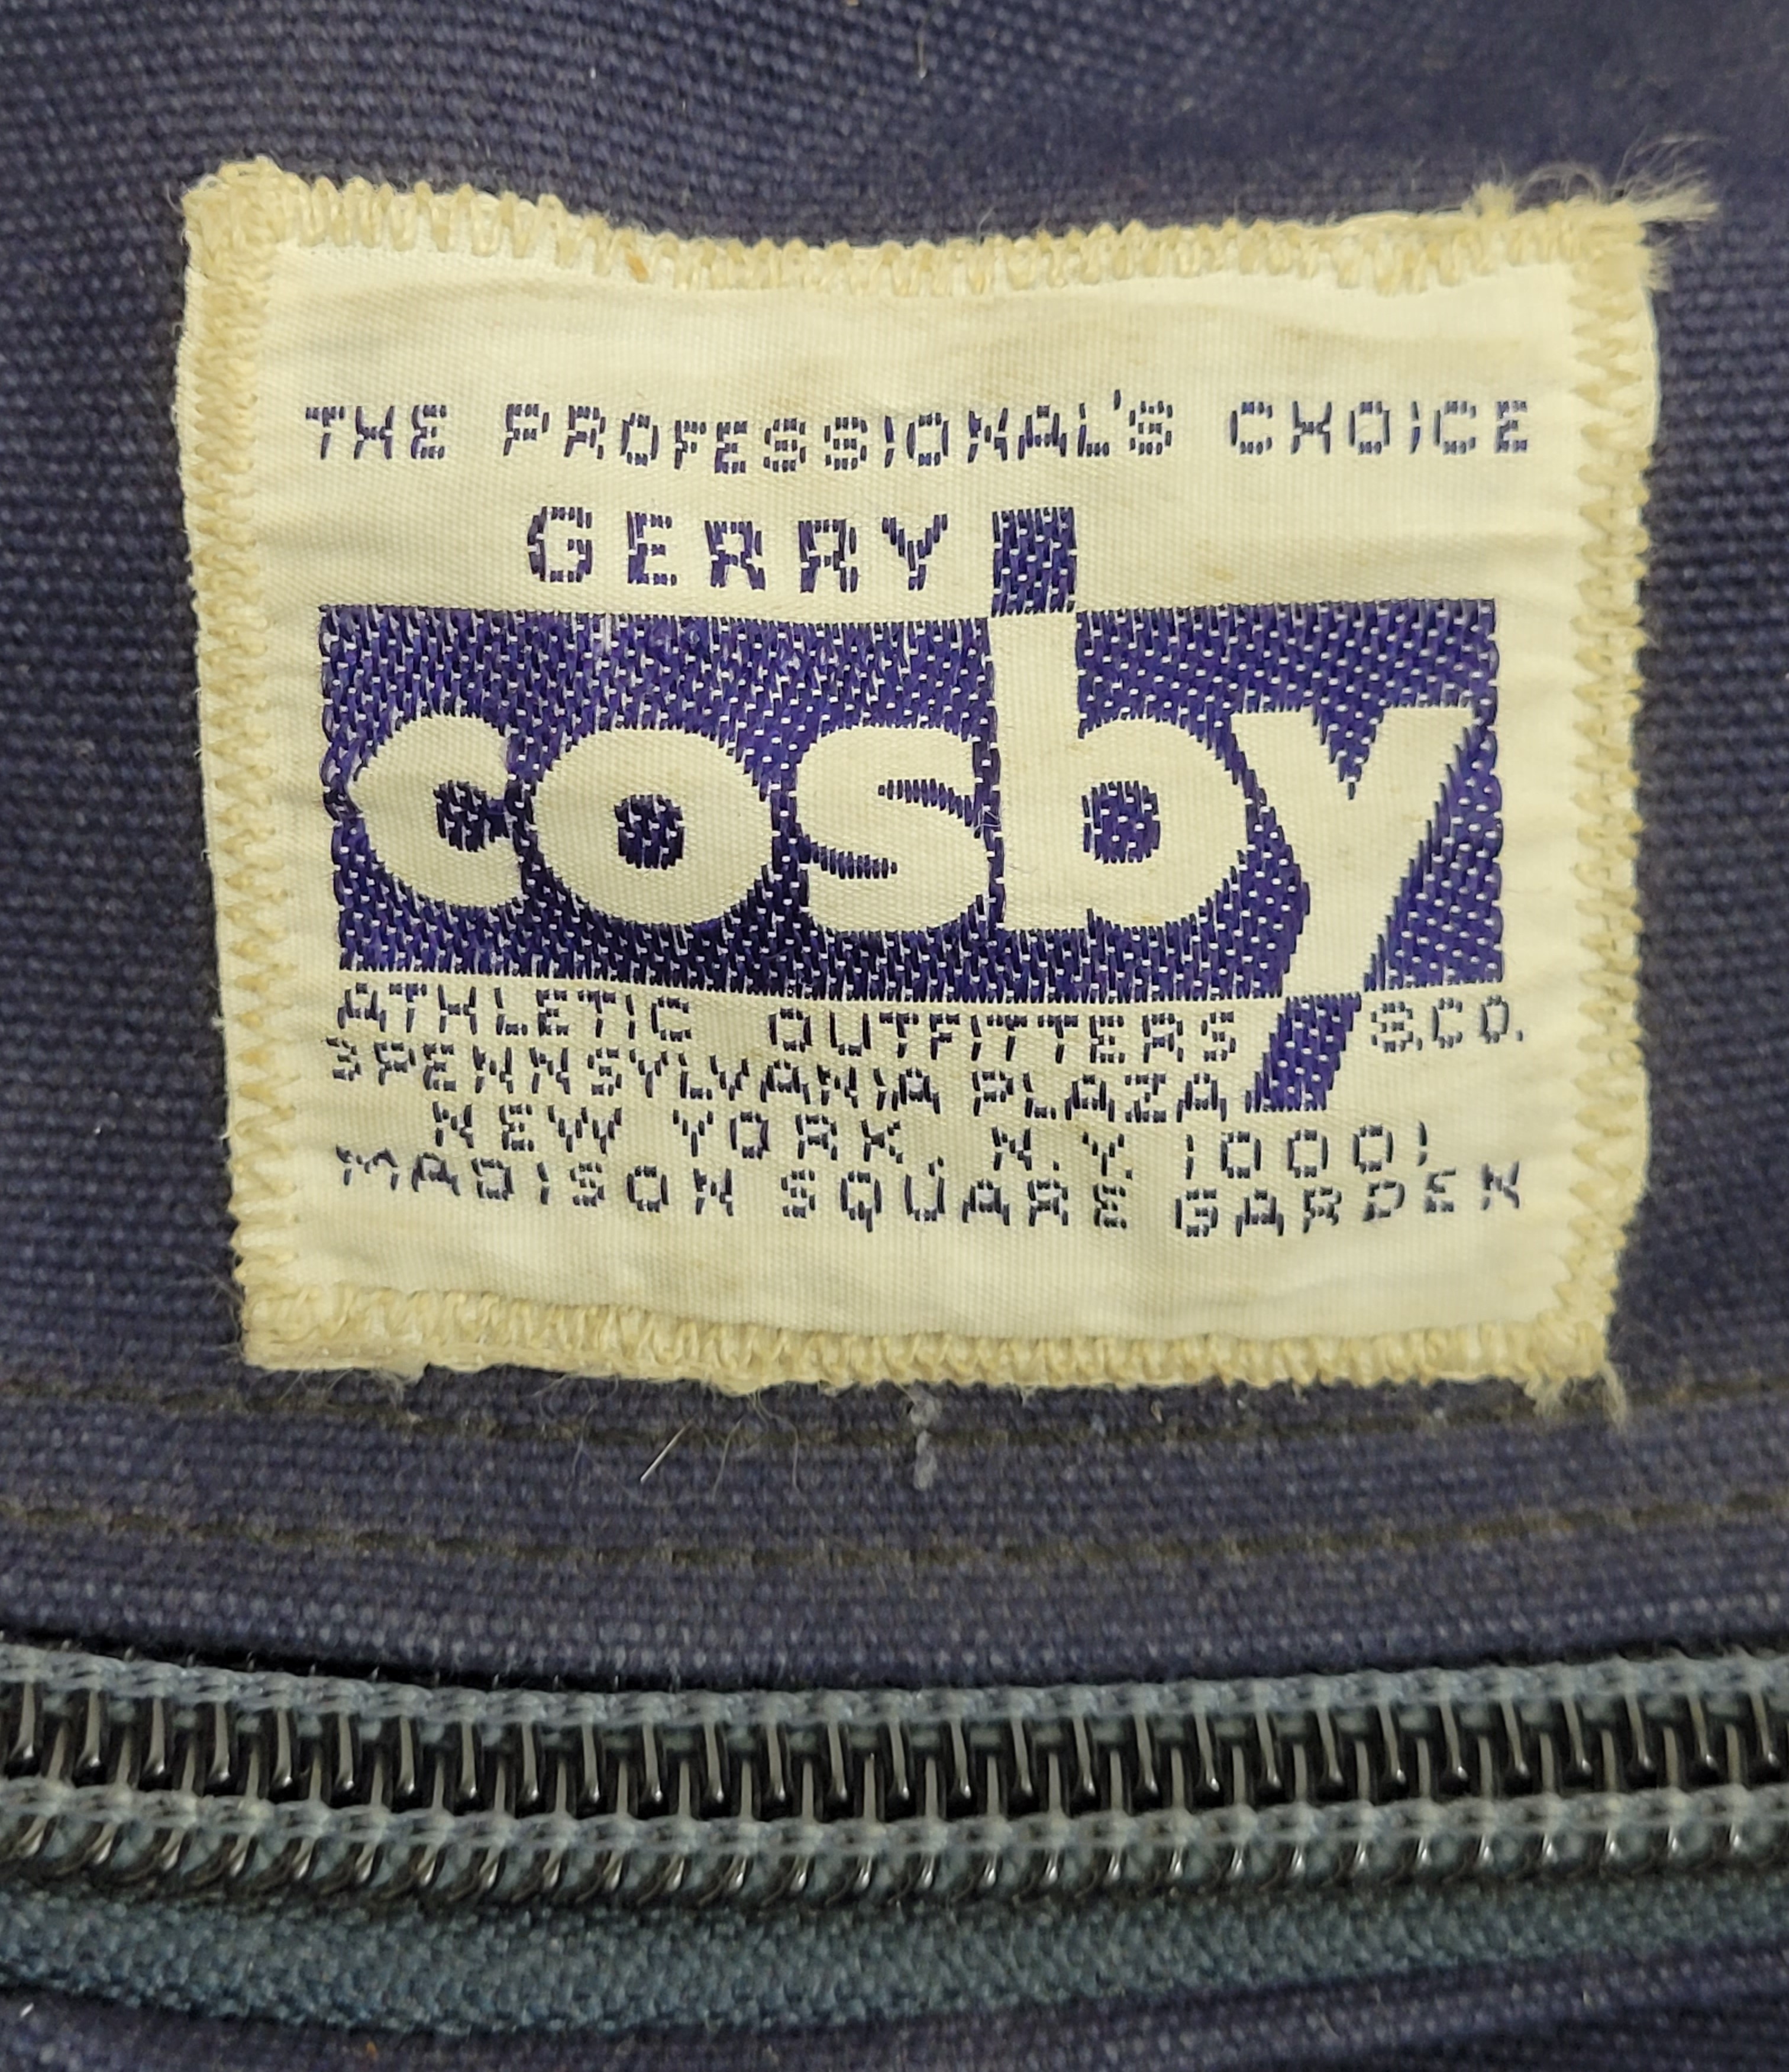 THE PROFESSIONAL'S CHOICE
GERRY
cosby
ATHLETIC OUTFITTERS &CO.
3 PENNSYLVANIA PLAZA
NEW YORK, N.Y. 10001
MADISON SQUARE GARDEN